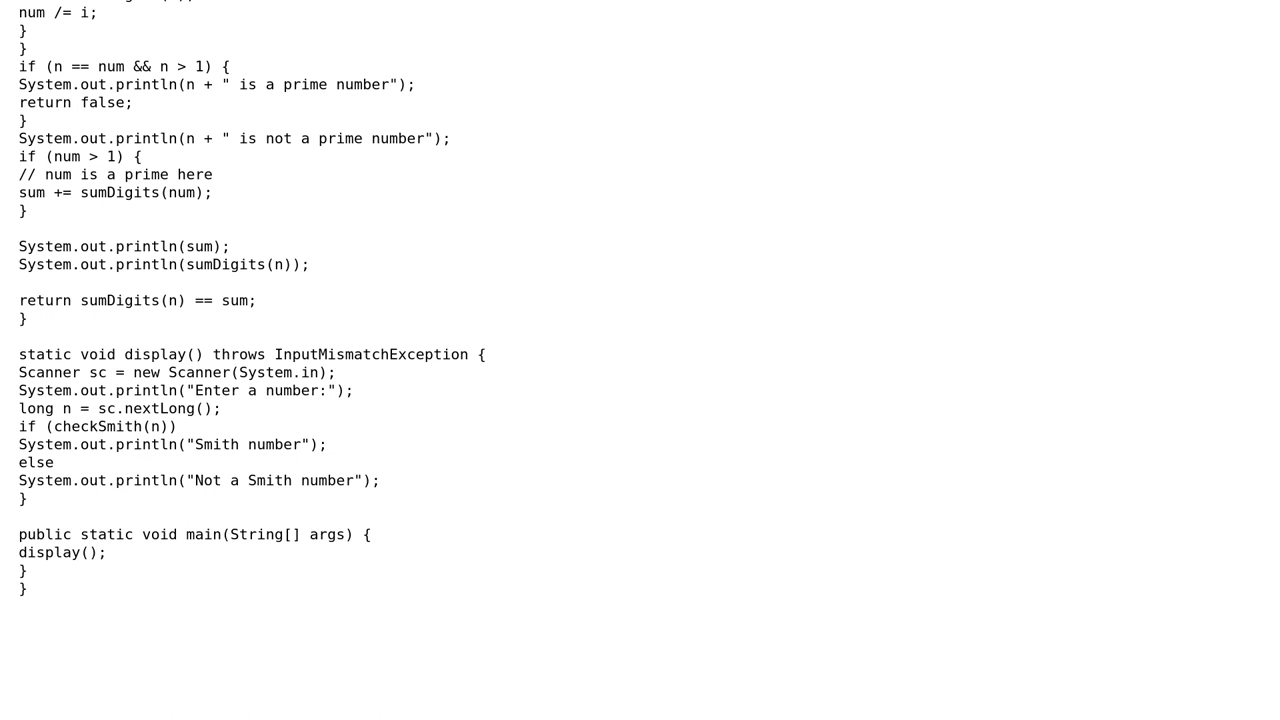 num /= i;
}
}
if (n == num && n > 1) {
System.out.println(n + " is a prime number");
return false;
}
System.out.println(n + " is not a prime number");
if (num > 1) {
// num is a prime here
sum += sumDigits(num);
}

System.out.println(sum);
System.out.println(sumDigits(n));

return sumDigits(n) == sum;
}

static void display() throws InputMismatchException {
Scanner sc = new Scanner(System.in);
System.out.println("Enter a number:");
long n = sc.nextLong();
if (checkSmith(n))
System.out.println("Smith number");
else
System.out.println("Not a Smith number");
}

public static void main(String[] args) {
display();
}
}